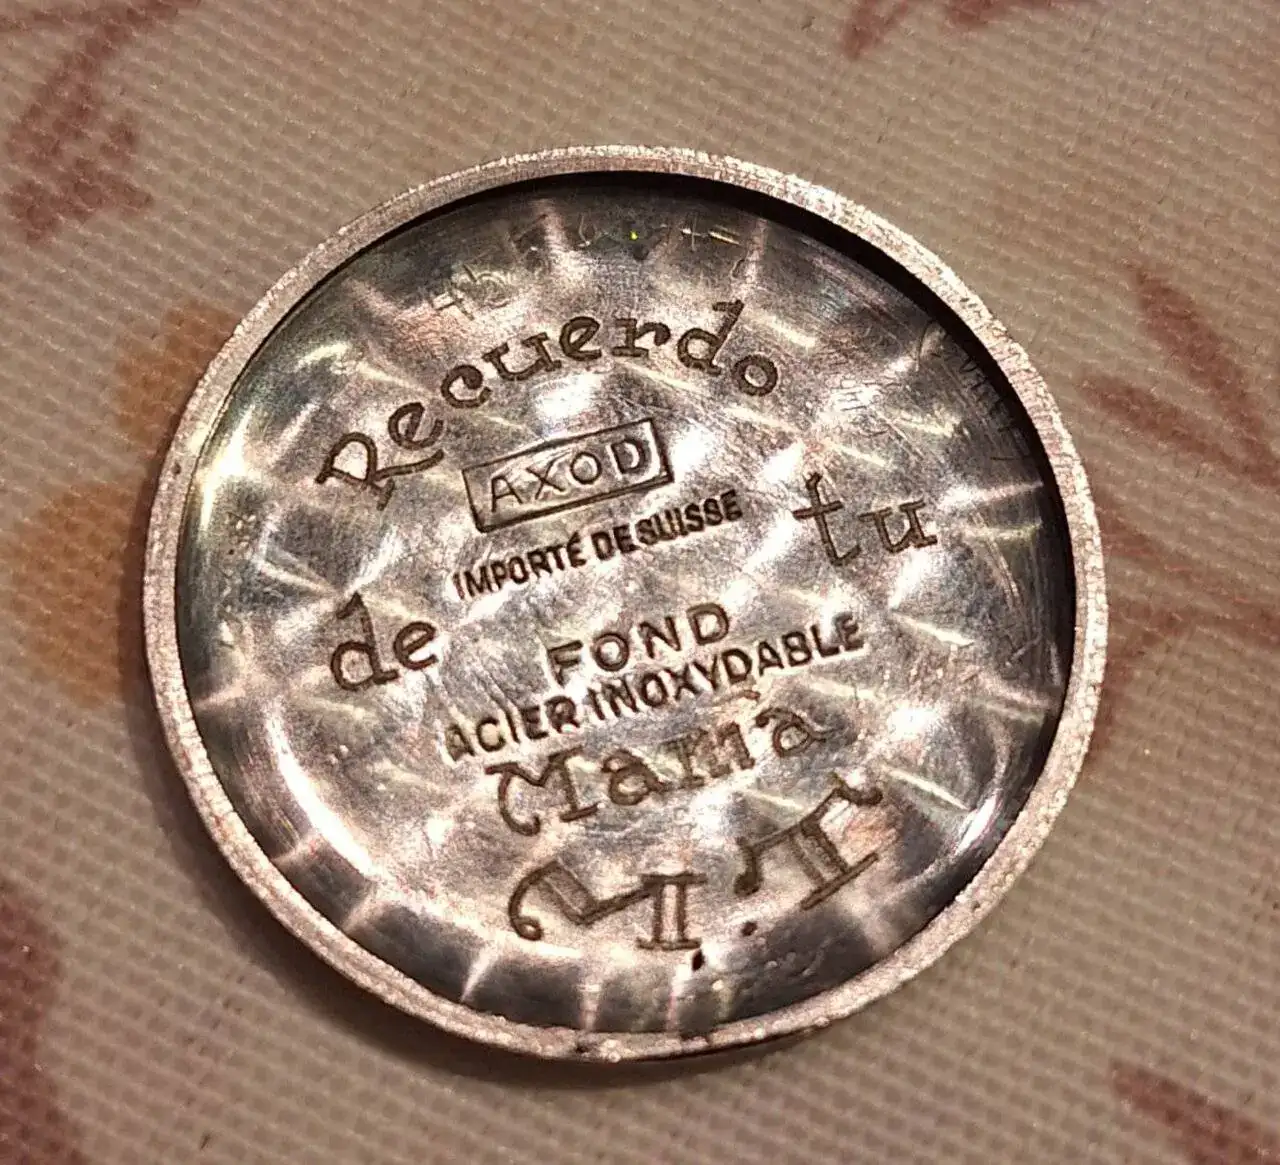 Recuerdo
AXOD
IMPORTÉ DE SUISSE
de tu
FOND
ACIER INOXYDABLE
Mamá